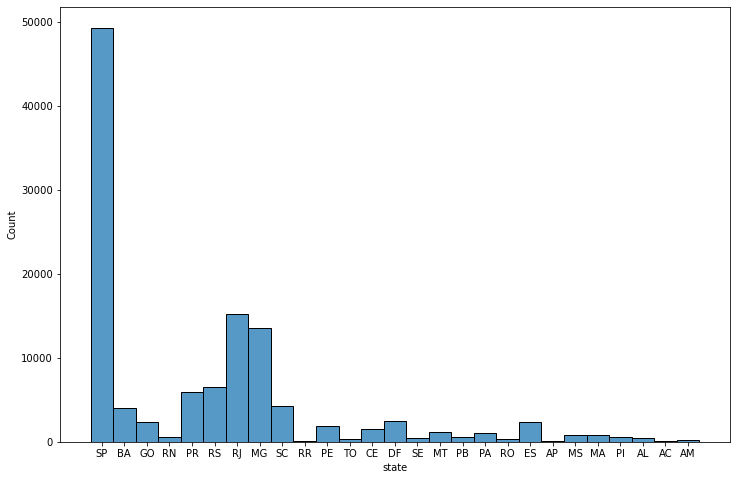 50000
40000
30000
20000
10000
0
Count
SP BA GO RN PR RS RJ MG SC RR PE TO CE DF SE MT PB PA RO ES AP MS MA PI AL AC AM
state